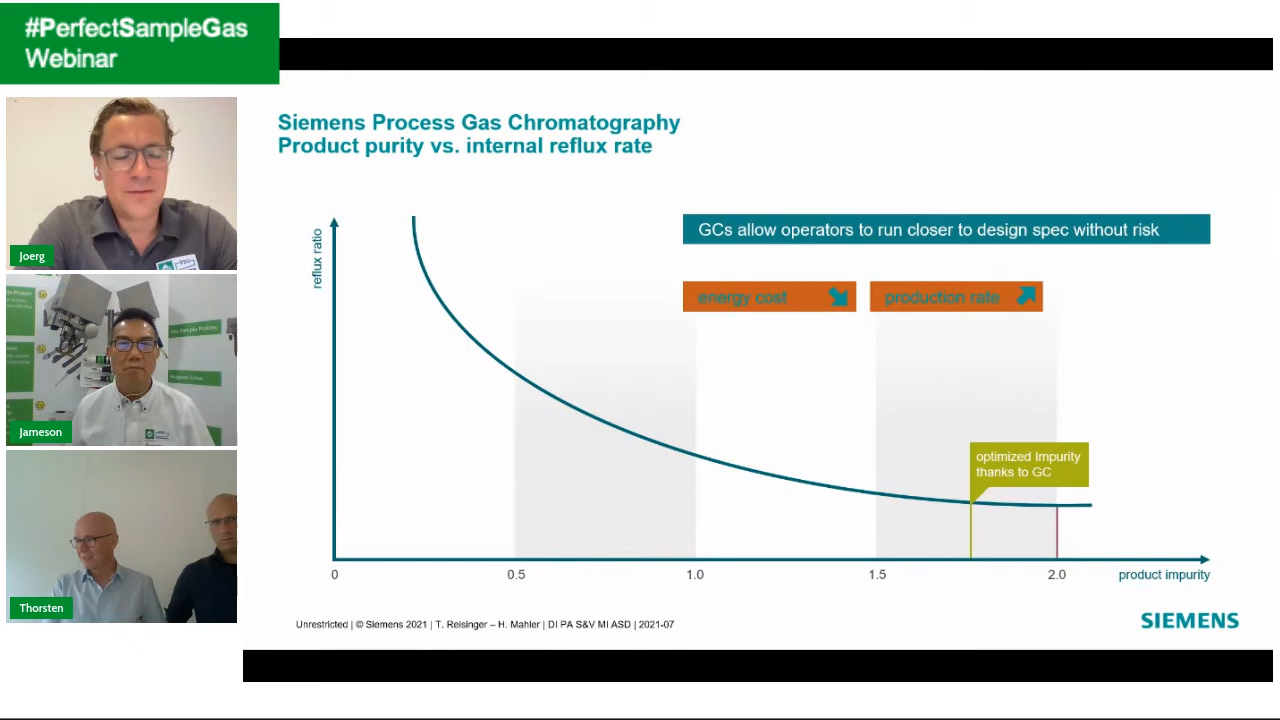 #PerfectSampleGas
Webinar
Joerg
Jameson
Thorsten
Siemens Process Gas Chromatography
Product purity vs. internal reflux rate
GCs allow operators to run closer to design spec without risk
energy cost
production rate
reflux ratio
optimized Impurity
thanks to GC
0
0.5
1.0
1.5
2.0
product impurity
Unrestricted | © Siemens 2021 | T. Reisinger – H. Mahler | DI PA S&V MI ASD | 2021-07
SIEMENS